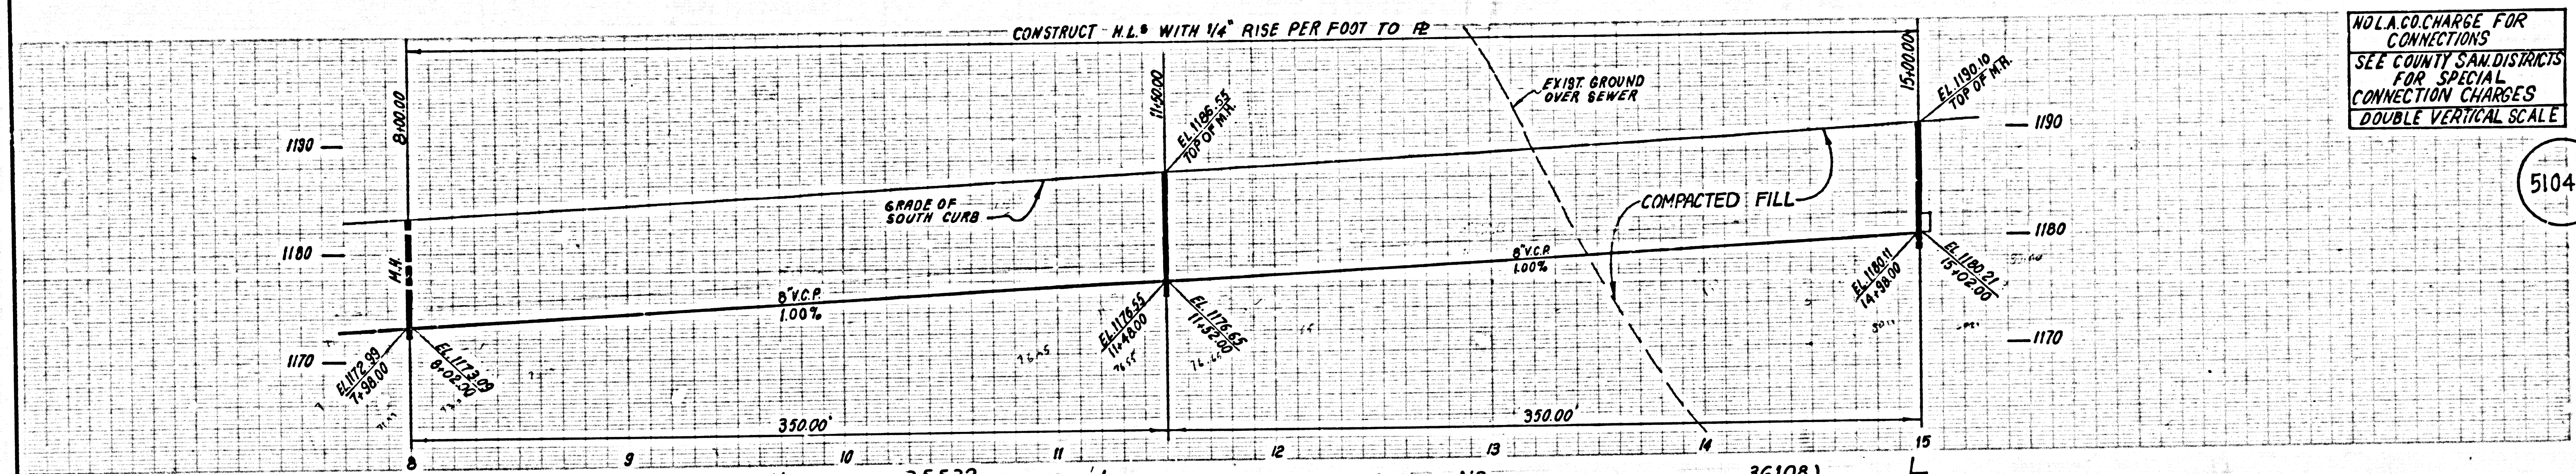 CONSTRUCT - H.L.S WITH 1/4" RISE PER FOOT TO PL
NO L.A.CO. CHARGE FOR
CONNECTIONS
SEE COUNTY SAN. DISTRICTS
FOR SPECIAL
CONNECTION CHARGES
DOUBLE VERTICAL SCALE
5104
8+00.00
11+50.00
15+00.00
EXIST. GROUND
OVER SEWER
EL. 1190.10
TOP OF M.H.
EL. 1186.55
TOP OF M.H.
1190
1190
GRADE OF
SOUTH CURB
COMPACTED FILL
1180
1180
M.H.
8" V.C.P.
1.00%
8" V.C.P.
1.00%
1170
1170
EL. 1172.99
7+98.00
EL. 1173.09
8+02.00
EL. 1176.55
11+48.00
76.55
EL. 1176.65
11+52.00
76.65
EL. 1180.11
14+98.00
EL. 1180.21
15+02.00
350.00'
350.00'
8 9 10 11 12 13 14 15